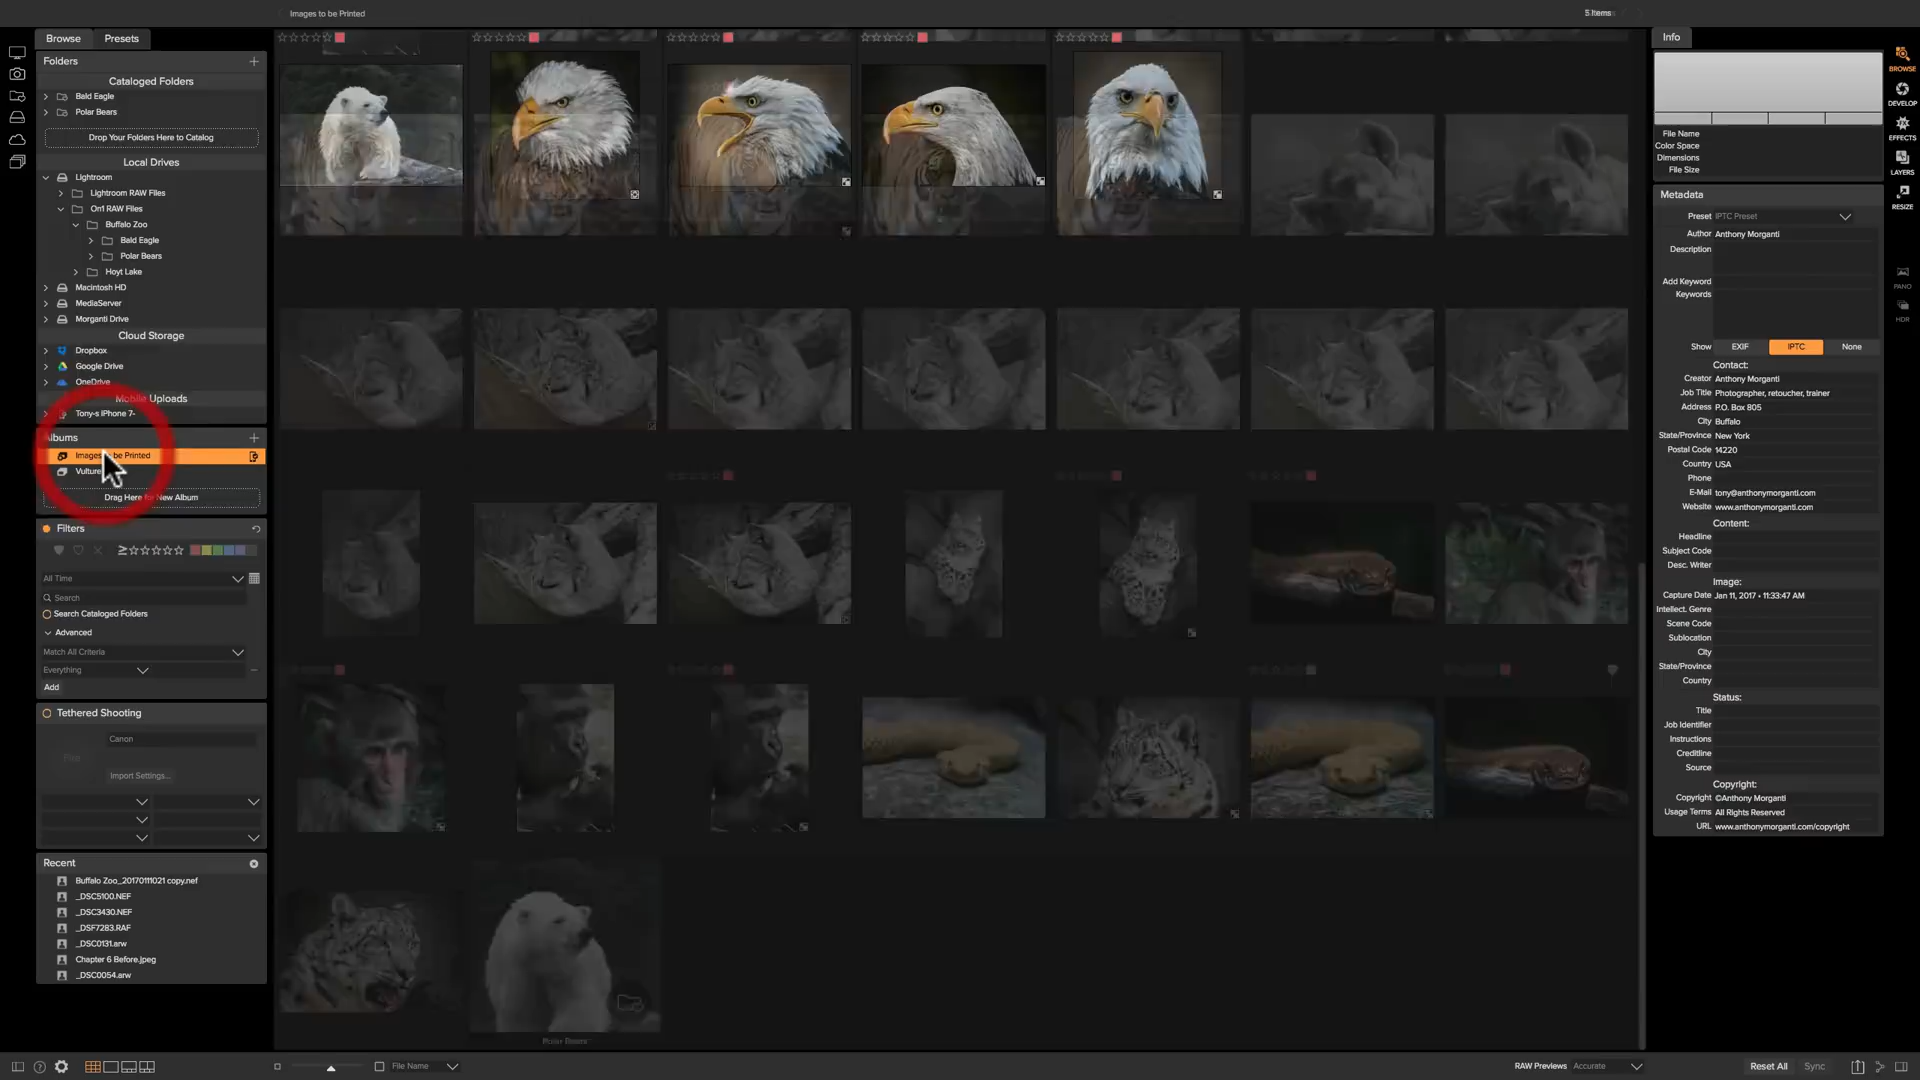 Images to be Printed
5 Items
Browse Presets
Folders
Cataloged Folders
Bald Eagle
Polar Bears
Drop Your Folders Here to Catalog
Local Drives
Lightroom
Lightroom RAW Files
On1 RAW Files
Buffalo Zoo
Bald Eagle
Polar Bears
Hoyt Lake
Macintosh HD
MediaServer
Morganti Drive
Cloud Storage
Dropbox
Google Drive
OneDrive
Mobile Uploads
Tony-s iPhone 7-
Albums
Images to be Printed
Vulture
Drag Here for New Album
Filters
All Time
Search
Search Cataloged Folders
Advanced
Match All Criteria
Everything
Add
Tethered Shooting
Canon
Import Settings...
Recent
Buffalo Zoo_20170111021 copy.nef
_DSC5100.NEF
_DSC3430.NEF
_DSF7283.RAF
_DSC0131.arw
Chapter 6 Before.jpeg
_DSC0054.arw
Polar Bears
File Name
RAW Previews Accurate
Reset All Sync
Info
File Name
Color Space
Dimensions
File Size
Metadata
Preset IPTC Preset
Author Anthony Morganti
Description
Add Keyword
Keywords
Show EXIF IPTC None
Contact:
Creator Anthony Morganti
Job Title Photographer, retoucher, trainer
Address P.O. Box 805
City Buffalo
State/Province New York
Postal Code 14220
Country USA
Phone
E-Mail tony@anthonymorganti.com
Website www.anthonymorganti.com
Content:
Headline
Subject Code
Desc. Writer
Image:
Capture Date Jan 11, 2017 • 11:33:47 AM
Intellect. Genre
Scene Code
Sublocation
City
State/Province
Country
Status:
Title
Job Identifier
Instructions
Creditline
Source
Copyright:
Copyright ©Anthony Morganti
Usage Terms All Rights Reserved
URL www.anthonymorganti.com/copyright
BROWSE
DEVELOP
EFFECTS
LAYERS
RESIZE
PANO
HDR